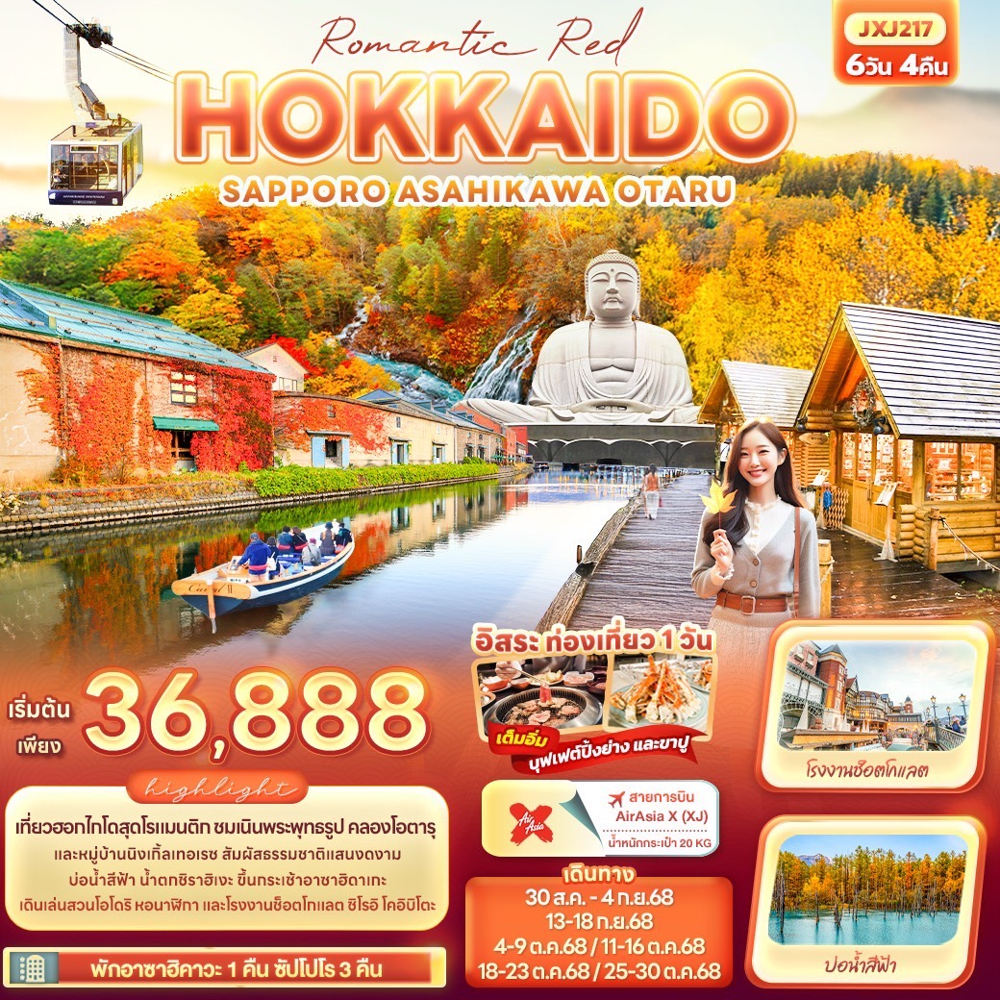 Romantic Red
HOKKAIDO
SAPPORO ASAHIKAWA OTARU
JXJ217
6วัน 4คืน
Carol II
อิสระ ท่องเที่ยว 1 วัน
เต็มอิ่ม
บุฟเฟต์ปิ้งย่าง และขาปู
เริ่มต้น
เพียง
36,888
highlight
เที่ยวฮอกไกโดสุดโรแมนติก ชมเนินพระพุทธรูป คลองโอตารุ
และหมู่บ้านนิงเกิ้ลเทอเรซ สัมผัสธรรมชาติแสนงดงาม
บ่อน้ำสีฟ้า น้ำตกชิราฮิเงะ ขึ้นกระเช้าอาซาฮิดาเกะ
เดินเล่นสวนโอโดริ หอนาฬิกา และโรงงานช็อตโกแลต ชิโรอิ โคอิบิโตะ
พักอาซาฮิคาวะ 1 คืน ซัปโปโร 3 คืน
Air
Asia
สายการบิน
AirAsia X (XJ)
น้ำหนักกระเป๋า 20 KG
เดินทาง
30 ส.ค. - 4 ก.ย.68
13-18 ก.ย.68
4-9 ต.ค.68 / 11-16 ต.ค.68
18-23 ต.ค.68 / 25-30 ต.ค.68
โรงงานช็อตโกแลต
บ่อน้ำสีฟ้า